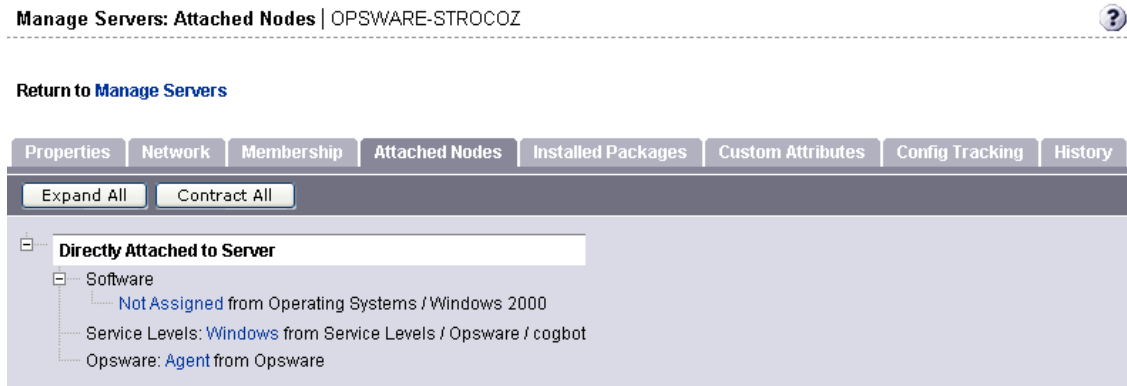 Manage Servers: Attached Nodes | OPSWARE-STROCOZ ?
Return to Manage Servers
Properties Network Membership Attached Nodes Installed Packages Custom Attributes Config Tracking History
Expand All Contract All
Directly Attached to Server
Software
Not Assigned from Operating Systems / Windows 2000
Service Levels: Windows from Service Levels / Opsware / cogbot
Opsware: Agent from Opsware